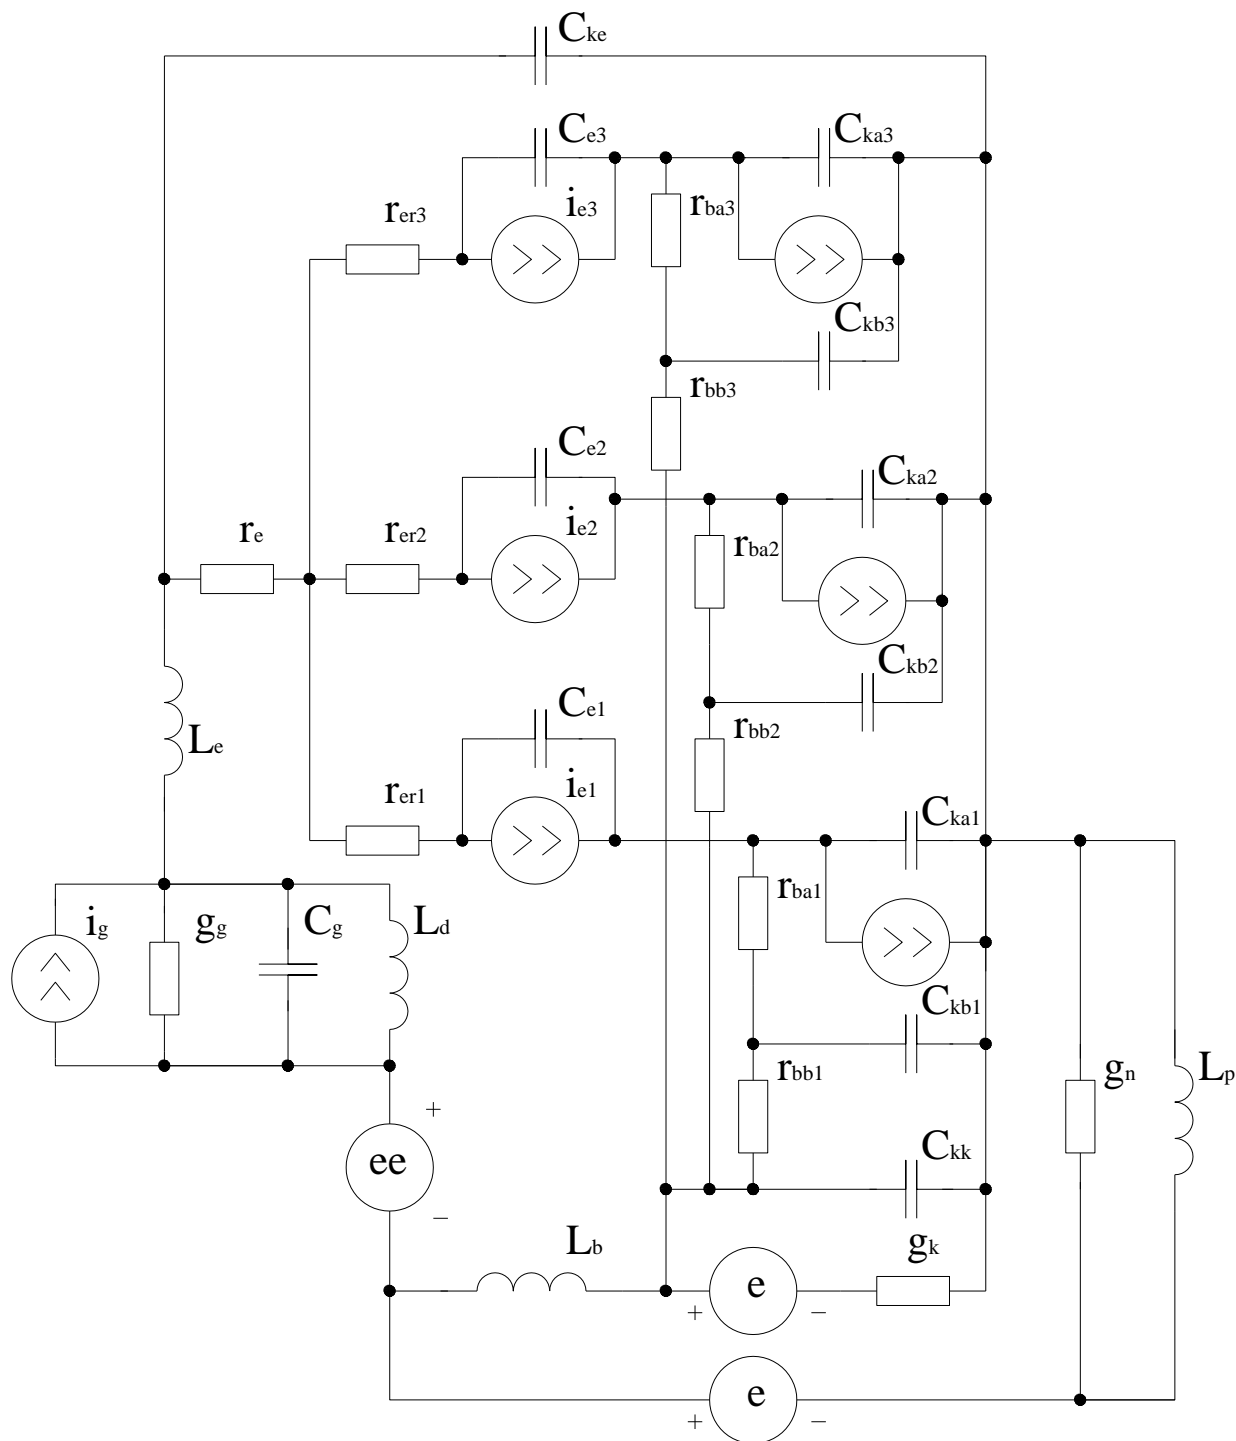 Cke
Ce3 Cka3
rer3 ie3 rba3
Ckb3
rbb3
Ce2 Cka2
re rer2 ie2 rba2
Ckb2
Ce1 rbb2
Le
rer1 ie1 Cka1
rba1
ig gg Cg Ld
Ckb1
rbb1 gn Lp
+
ee Ckk
−
Lb gk
e
+ −
e
+ −